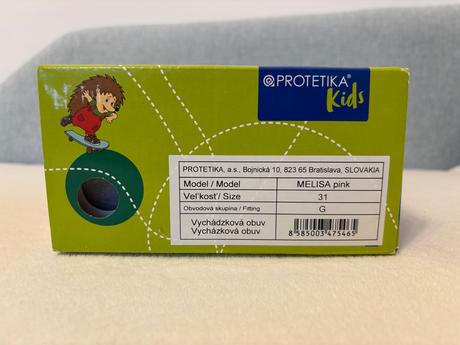 PROTETIKA®
Kids
PROTETIKA, a.s., Bojnická 10, 823 65 Bratislava, SLOVAKIA
Model / Model MELISA pink
Veľkosť/ Size 31
Obvodová skupina / Fitting G
Vychádzková obuv
Vycházková obuv
8 585003 475465